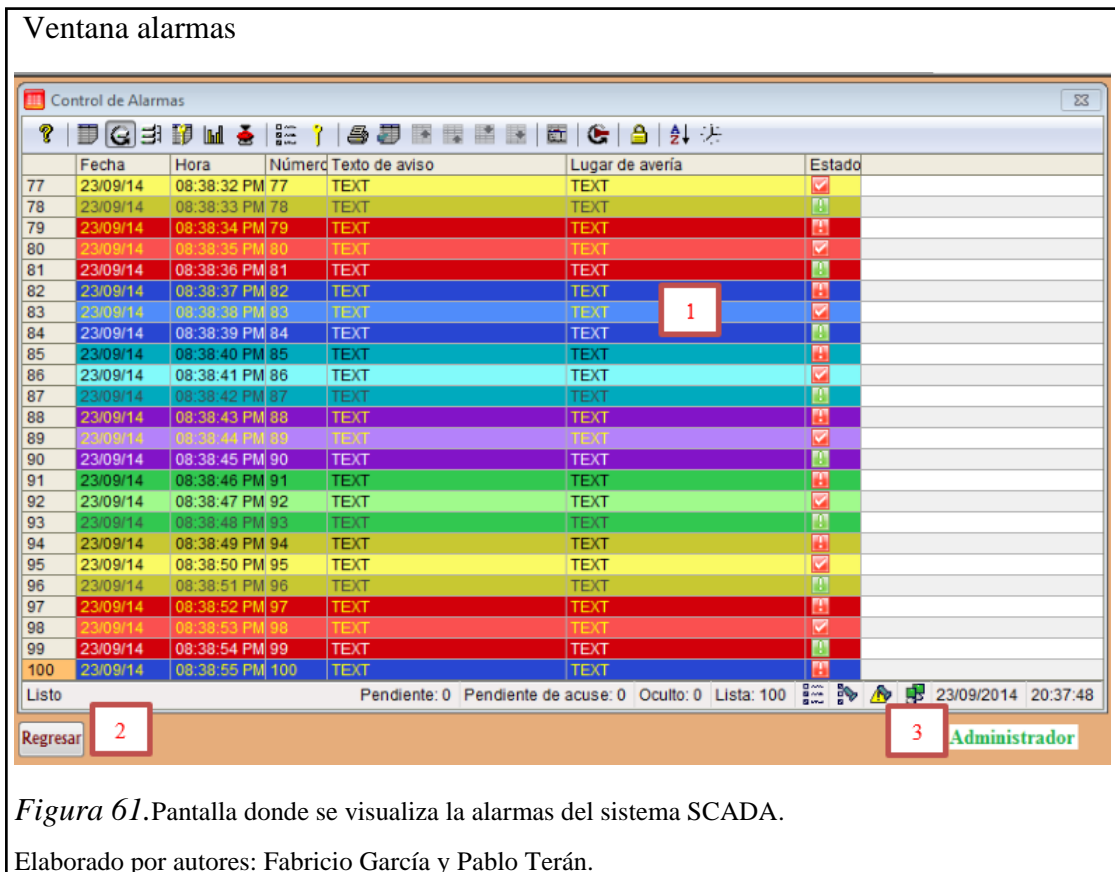 Ventana alarmas
Control de Alarmas
Fecha Hora Número Texto de aviso Lugar de avería Estado
77 23/09/14 08:38:32 PM 77 TEXT TEXT
78 23/09/14 08:38:33 PM 78 TEXT TEXT
79 23/09/14 08:38:34 PM 79 TEXT TEXT
80 23/09/14 08:38:35 PM 80 TEXT TEXT
81 23/09/14 08:38:36 PM 81 TEXT TEXT
82 23/09/14 08:38:37 PM 82 TEXT TEXT
83 23/09/14 08:38:38 PM 83 TEXT TEXT 1
84 23/09/14 08:38:39 PM 84 TEXT TEXT
85 23/09/14 08:38:40 PM 85 TEXT TEXT
86 23/09/14 08:38:41 PM 86 TEXT TEXT
87 23/09/14 08:38:42 PM 87 TEXT TEXT
88 23/09/14 08:38:43 PM 88 TEXT TEXT
89 23/09/14 08:38:44 PM 89 TEXT TEXT
90 23/09/14 08:38:45 PM 90 TEXT TEXT
91 23/09/14 08:38:46 PM 91 TEXT TEXT
92 23/09/14 08:38:47 PM 92 TEXT TEXT
93 23/09/14 08:38:48 PM 93 TEXT TEXT
94 23/09/14 08:38:49 PM 94 TEXT TEXT
95 23/09/14 08:38:50 PM 95 TEXT TEXT
96 23/09/14 08:38:51 PM 96 TEXT TEXT
97 23/09/14 08:38:52 PM 97 TEXT TEXT
98 23/09/14 08:38:53 PM 98 TEXT TEXT
99 23/09/14 08:38:54 PM 99 TEXT TEXT
100 23/09/14 08:38:55 PM 100 TEXT TEXT
Listo Pendiente: 0 Pendiente de acuse: 0 Oculto: 0 Lista: 100 23/09/2014 20:37:48
Regresar 2 3 Administrador
Figura 61.Pantalla donde se visualiza la alarmas del sistema SCADA.
Elaborado por autores: Fabricio García y Pablo Terán.